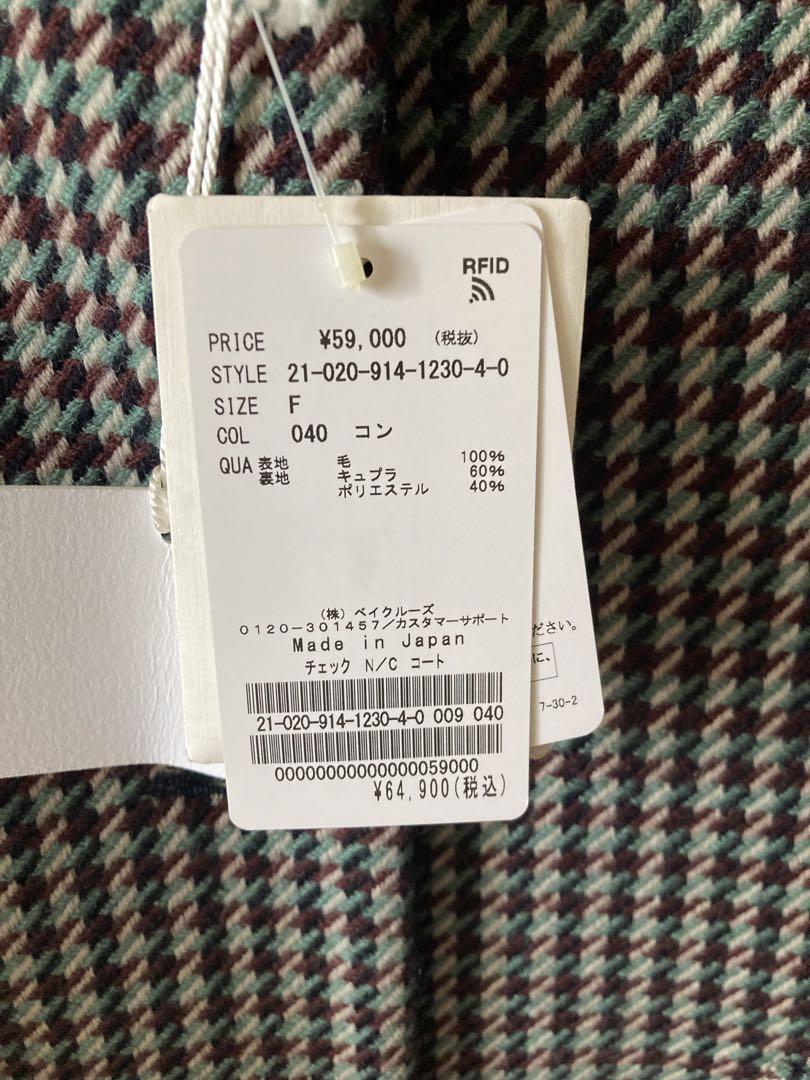 RFID
PRICE ¥59,000 (税抜)
STYLE 21-020-914-1230-4-0
SIZE F
COL 040 コン
QUA 表地 毛 100%
裏地 キュプラ 60%
ポリエステル 40%
(株) ベイクルーズ
0120-301457/カスタマーサポート
Made in Japan
チェック N/C コート
21-020-914-1230-4-0 009 040
00000000000000059000
¥64,900(税込)
ださい。
に、
7-30-2